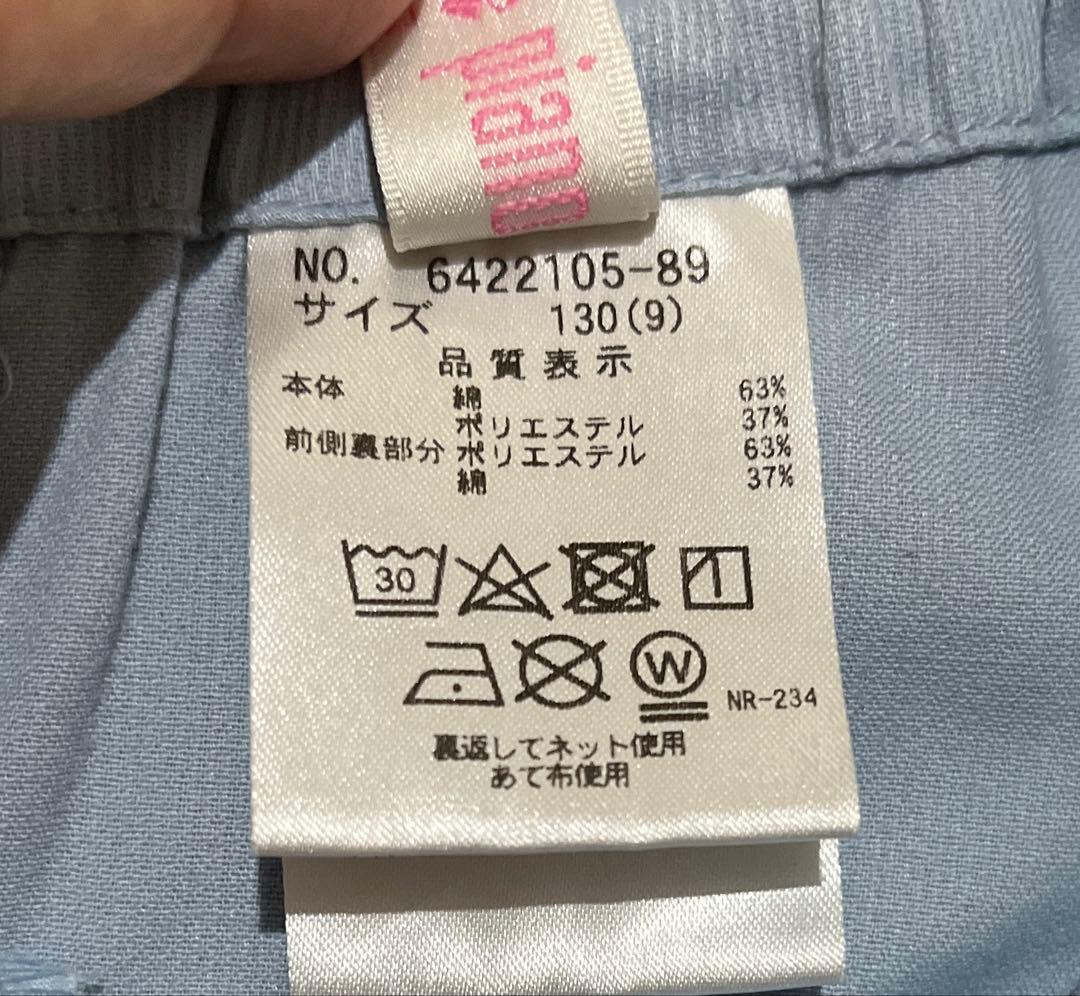 pianc
NO. 6422105-89
サイズ 130(9)
品質表示
本体 綿 63%
ポリエステル 37%
前側裏部分 ポリエステル 63%
綿 37%
30
W NR-234
裏返してネット使用
あて布使用